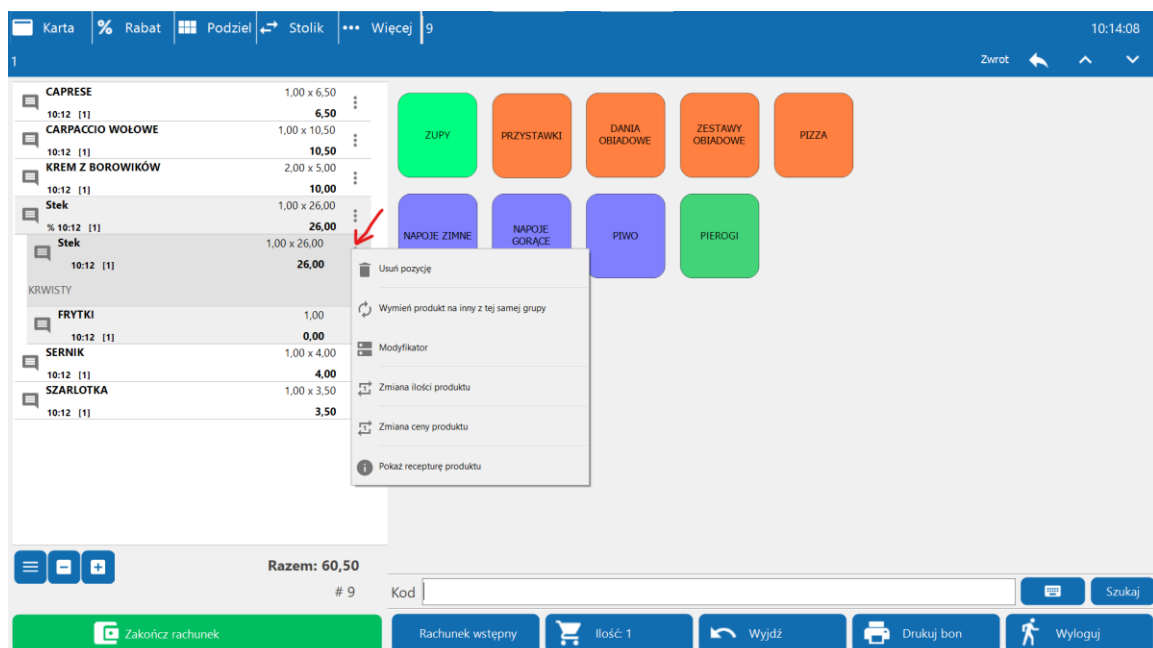 Karta % Rabat Podziel Stolik ••• Więcej 9 10:14:08
1 Zwrot
CAPRESE 1,00 x 6,50
10:12 [1] 6,50
CARPACCIO WOŁOWE 1,00 x 10,50
10:12 [1] 10,50
KREM Z BOROWIKÓW 2,00 x 5,00
10:12 [1] 10,00
Stek 1,00 x 26,00
% 10:12 [1] 26,00
Stek 1,00 x 26,00
10:12 [1] 26,00
KRWISTY
FRYTKI 1,00
10:12 [1] 0,00
SERNIK 1,00 x 4,00
10:12 [1] 4,00
SZARLOTKA 1,00 x 3,50
10:12 [1] 3,50
ZUPY
PRZYSTAWKI
DANIA
OBIADOWE
ZESTAWY
OBIADOWE
PIZZA
NAPOJE ZIMNE
NAPOJE
GORĄCE
PIWO
PIEROGI
Usuń pozycję
Wymień produkt na inny z tej samej grupy
Modyfikator
Zmiana ilości produktu
Zmiana ceny produktu
Pokaż recepturę produktu
Razem: 60,50
# 9
Kod
Szukaj
Zakończ rachunek
Rachunek wstępny
Ilość: 1
Wyjdź
Drukuj bon
Wyloguj